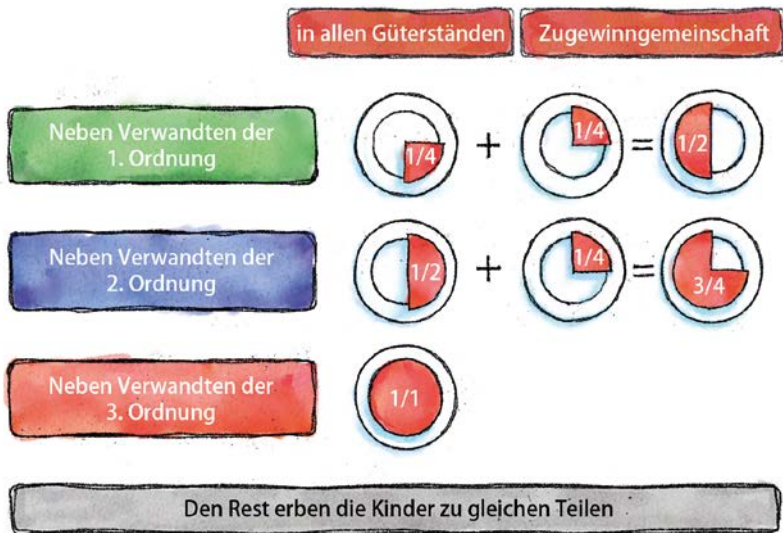 in allen Güterständen
Zugewinngemeinschaft
Neben Verwandten der
1. Ordnung
1/4 + 1/4 = 1/2
Neben Verwandten der
2. Ordnung
1/2 + 1/4 = 3/4
Neben Verwandten der
3. Ordnung
1/1
Den Rest erben die Kinder zu gleichen Teilen